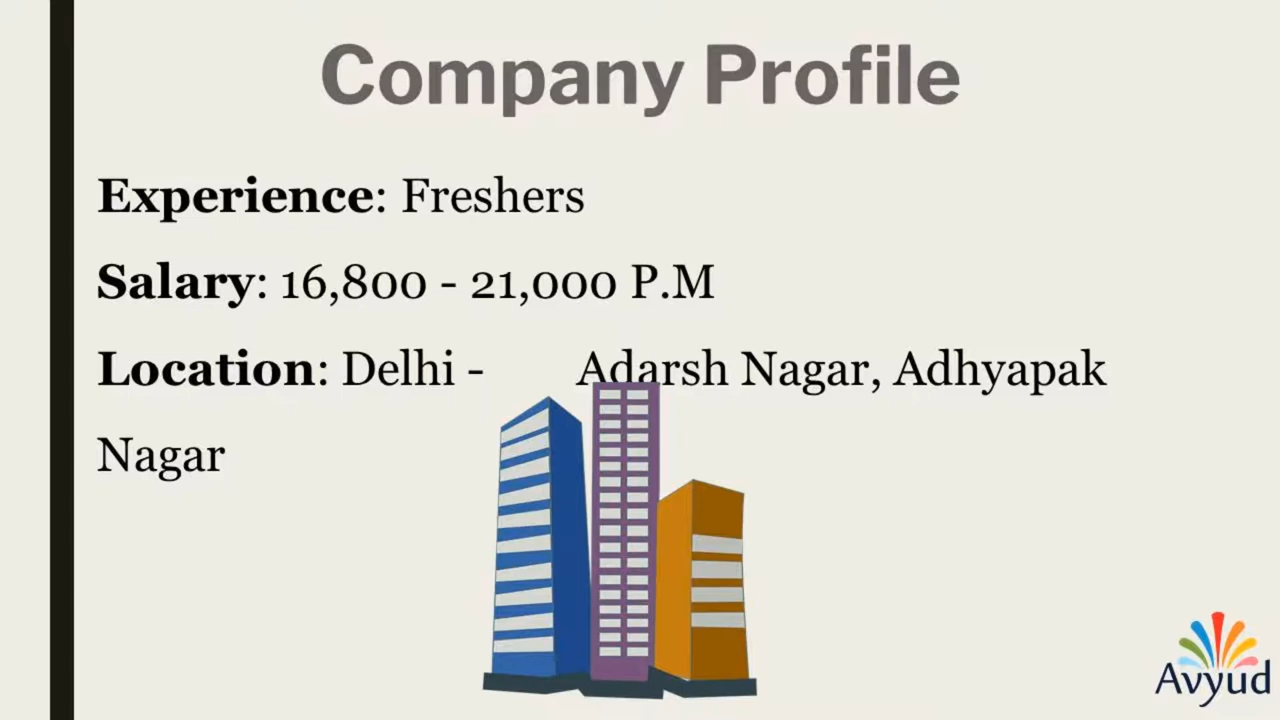 Company Profile
Experience: Freshers
Salary: 16,800 - 21,000 P.M
Location: Delhi - Adarsh Nagar, Adhyapak
Nagar
Avyud